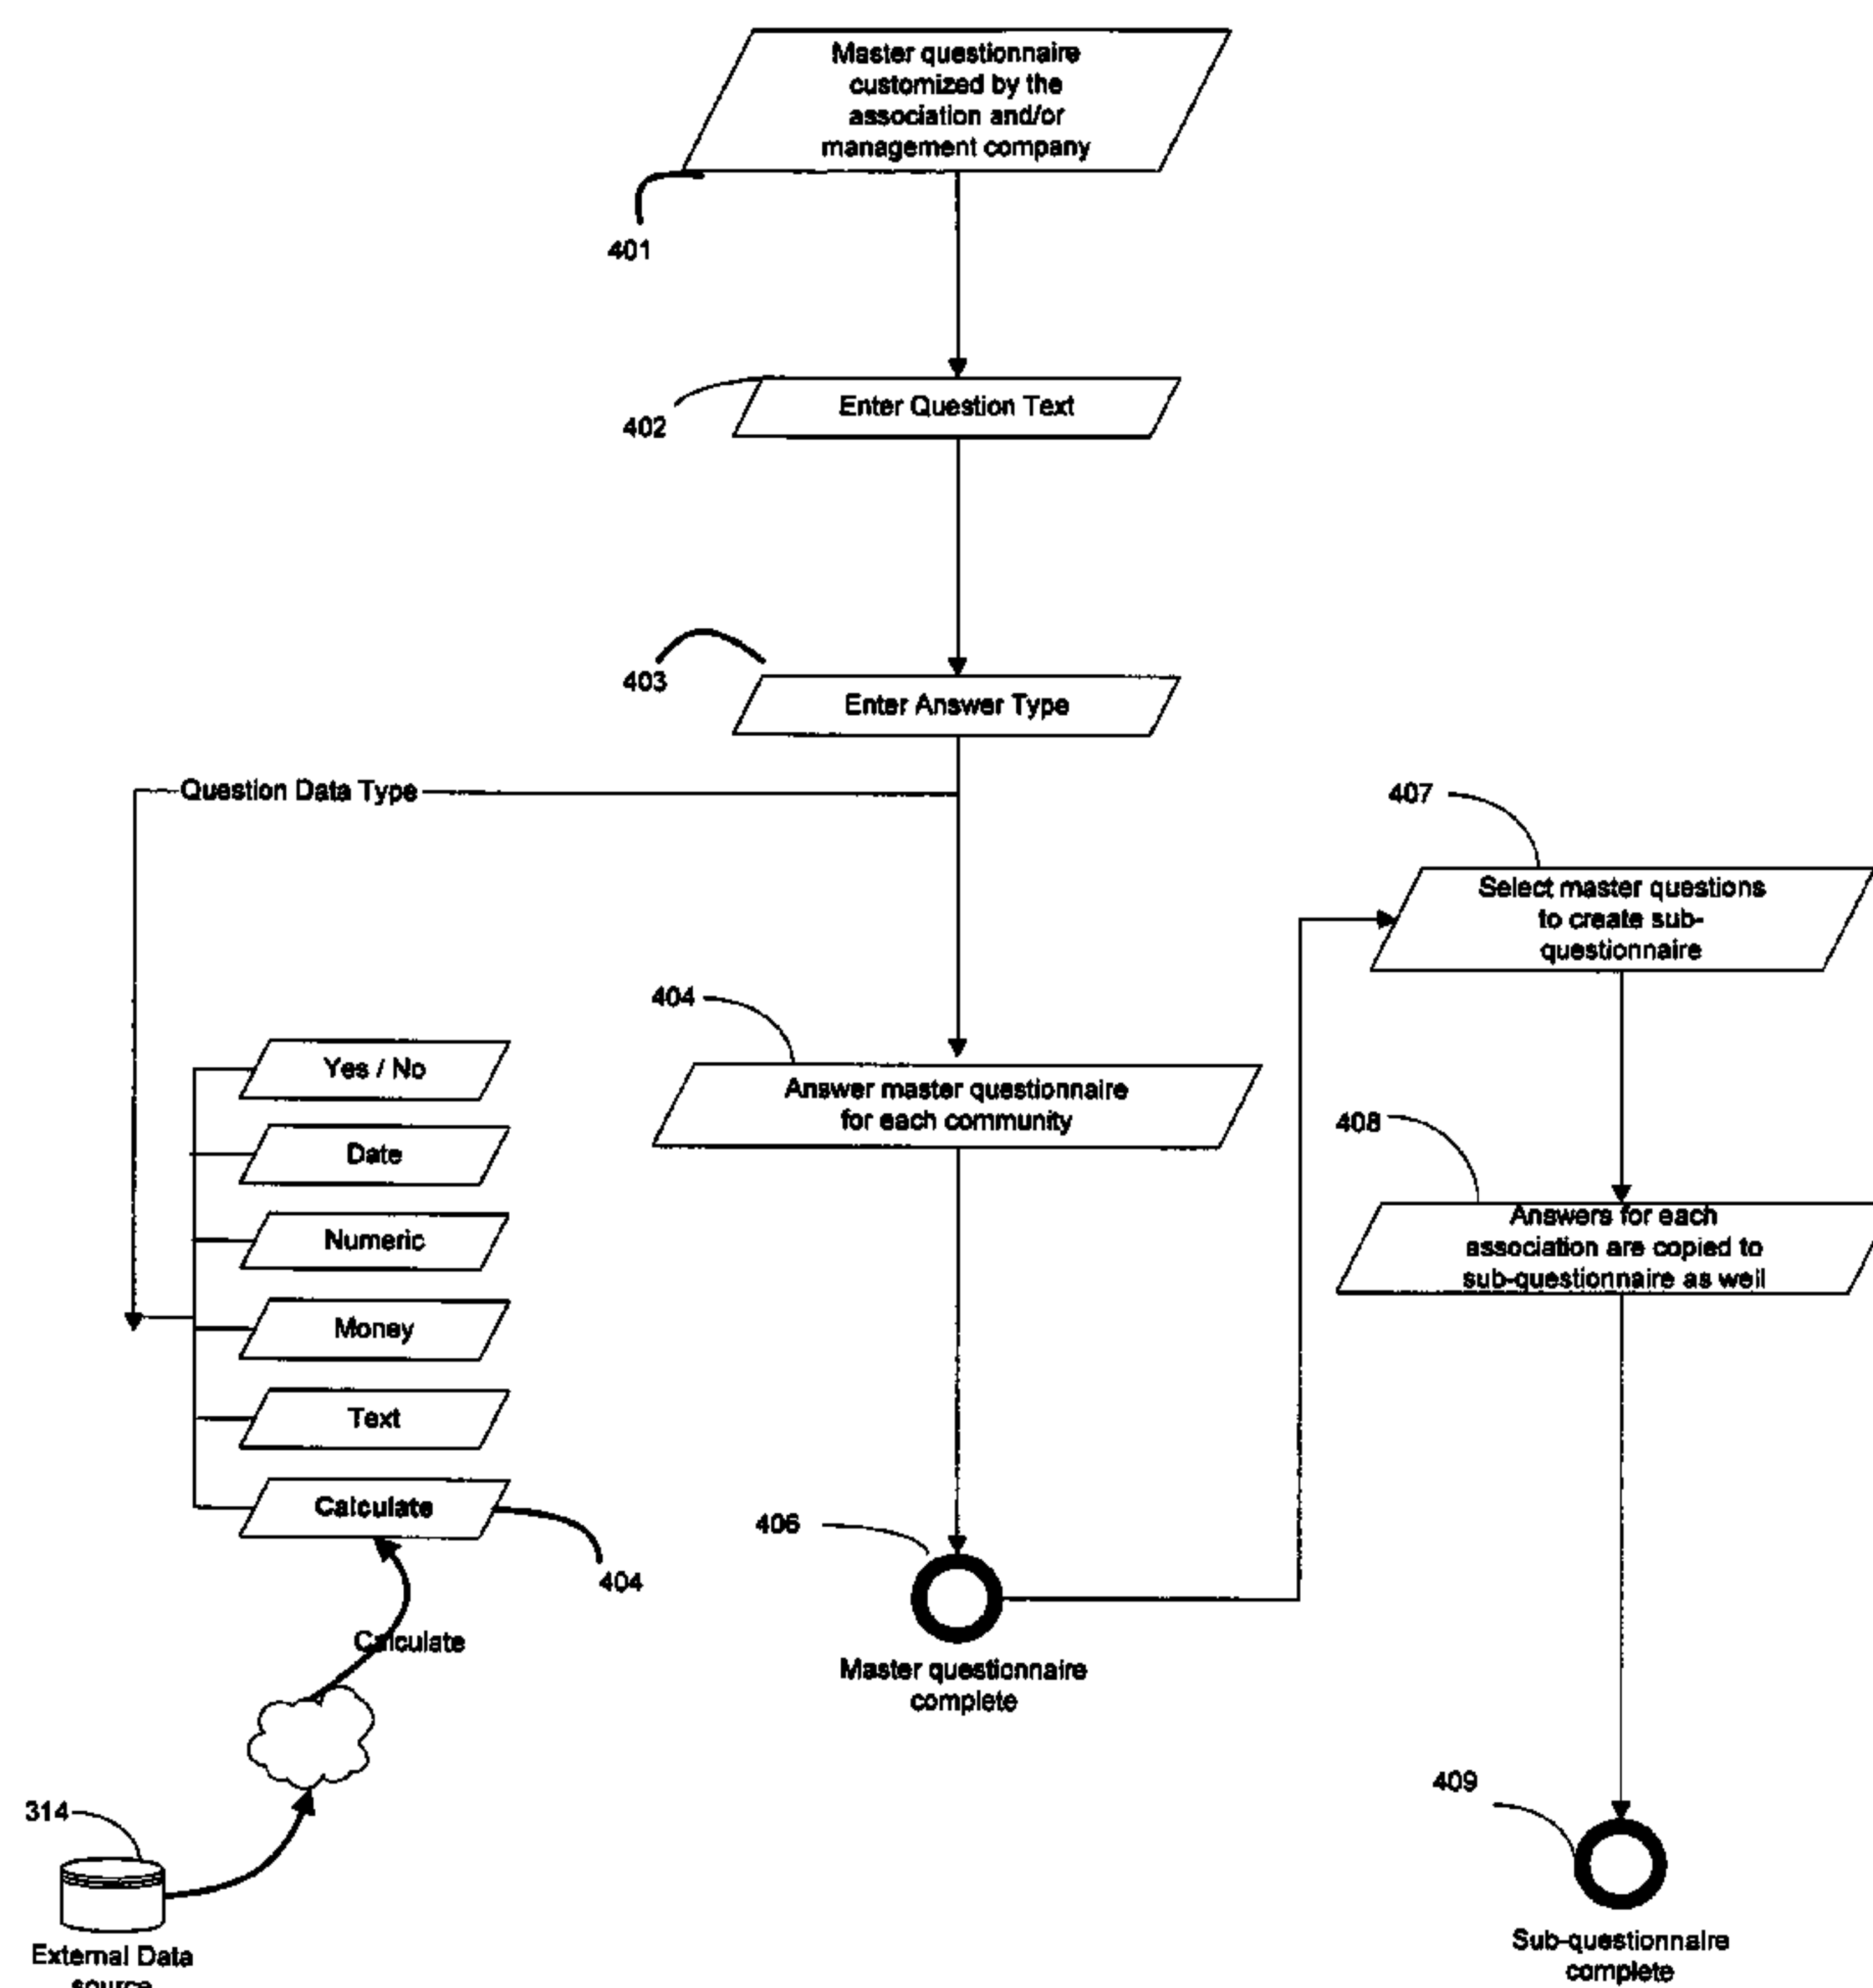 Master questionnaire
customized by the
association and/or
management company
401
402
Enter Question Text
403
Enter Answer Type
Question Data Type
407
Select master questions
to create sub-
questionnaire
404
Answer master questionnaire
for each community
408
Answers for each
association are copied to
sub-questionnaire as well
Yes / No
Date
Numeric
Money
Text
Calculate
404
Calculate
406
Master questionnaire
complete
314
External Data
source
409
Sub-questionnaire
complete